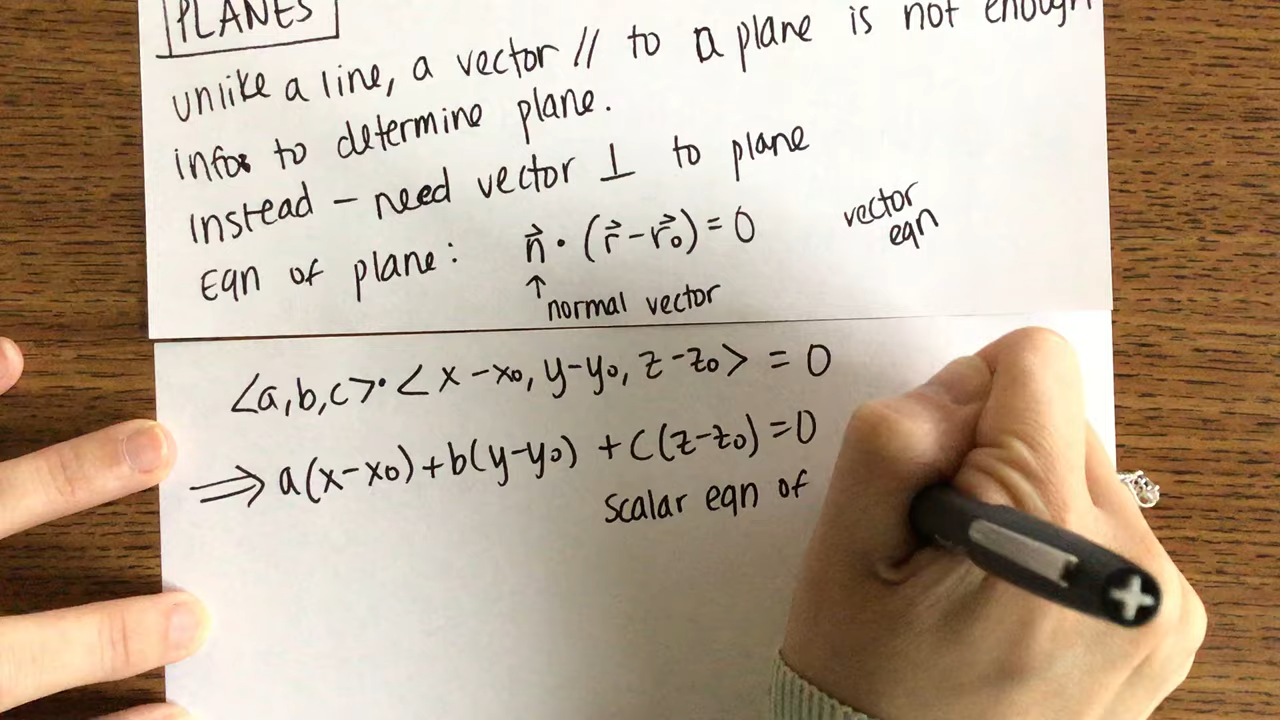 PLANES
unlike a line, a vector // to a plane is not enough
info to determine plane.
Instead – need vector ⊥ to plane
Eqn of plane: n⃗ · (r⃗ – r⃗₀) = 0 vector eqn
↑ normal vector
<a,b,c> · <x – x₀, y – y₀, z – z₀> = 0
⟹ a(x – x₀) + b(y – y₀) + c(z – z₀) = 0
scalar eqn of